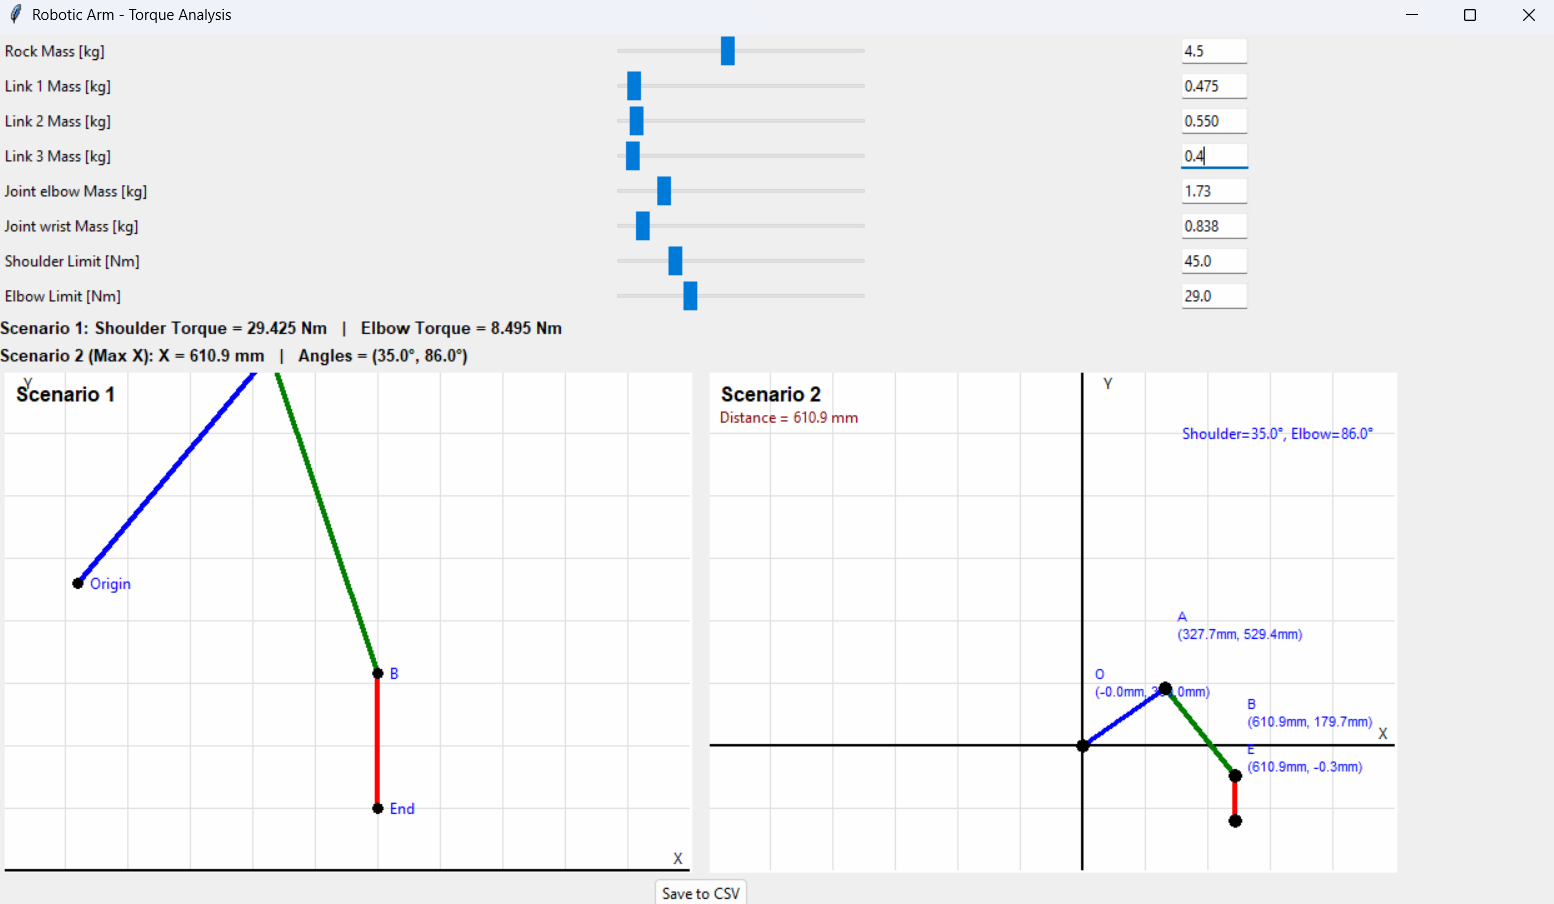 Robotic Arm - Torque Analysis
Rock Mass [kg] 4.5
Link 1 Mass [kg] 0.475
Link 2 Mass [kg] 0.550
Link 3 Mass [kg] 0.4
Joint elbow Mass [kg] 1.73
Joint wrist Mass [kg] 0.838
Shoulder Limit [Nm] 45.0
Elbow Limit [Nm] 29.0
Scenario 1: Shoulder Torque = 29.425 Nm | Elbow Torque = 8.495 Nm
Scenario 2 (Max X): X = 610.9 mm | Angles = (35.0°, 86.0°)
Y
Scenario 1
Origin
B
End
X
Scenario 2
Distance = 610.9 mm
Y
Shoulder=35.0°, Elbow=86.0°
A
(327.7mm, 529.4mm)
O
(-0.0mm, 0mm)
B
(610.9mm, 179.7mm)
X
E
(610.9mm, -0.3mm)
Save to CSV